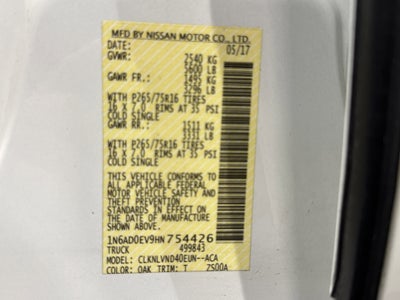 MFD BY NISSAN MOTOR CO., LTD.
DATE: 05/17
GVWR: 2540 KG
5600 LB
GAWR FR: 1495 KG
3296 LB
WITH P265/75R16 TIRES
16 X 7.0 RIMS AT 35 PSI
COLD SINGLE
GAWR RR: 1511 KG
3331 LB
WITH P265/75R16 TIRES
16 X 7.0 RIMS AT 35 PSI
COLD SINGLE
THIS VEHICLE CONFORMS TO ALL
APPLICABLE FEDERAL MOTOR
VEHICLE SAFETY AND
THEFT PREVENTION
STANDARDS IN EFFECT ON THE
DATE OF MANUFACTURE
SHOWN ABOVE.
1N6AD0EV9HN754426
TRUCK 499843
MODEL: CLKNLVND40EUN--ACA
COLOR: QAK TRIM: T 7S00A